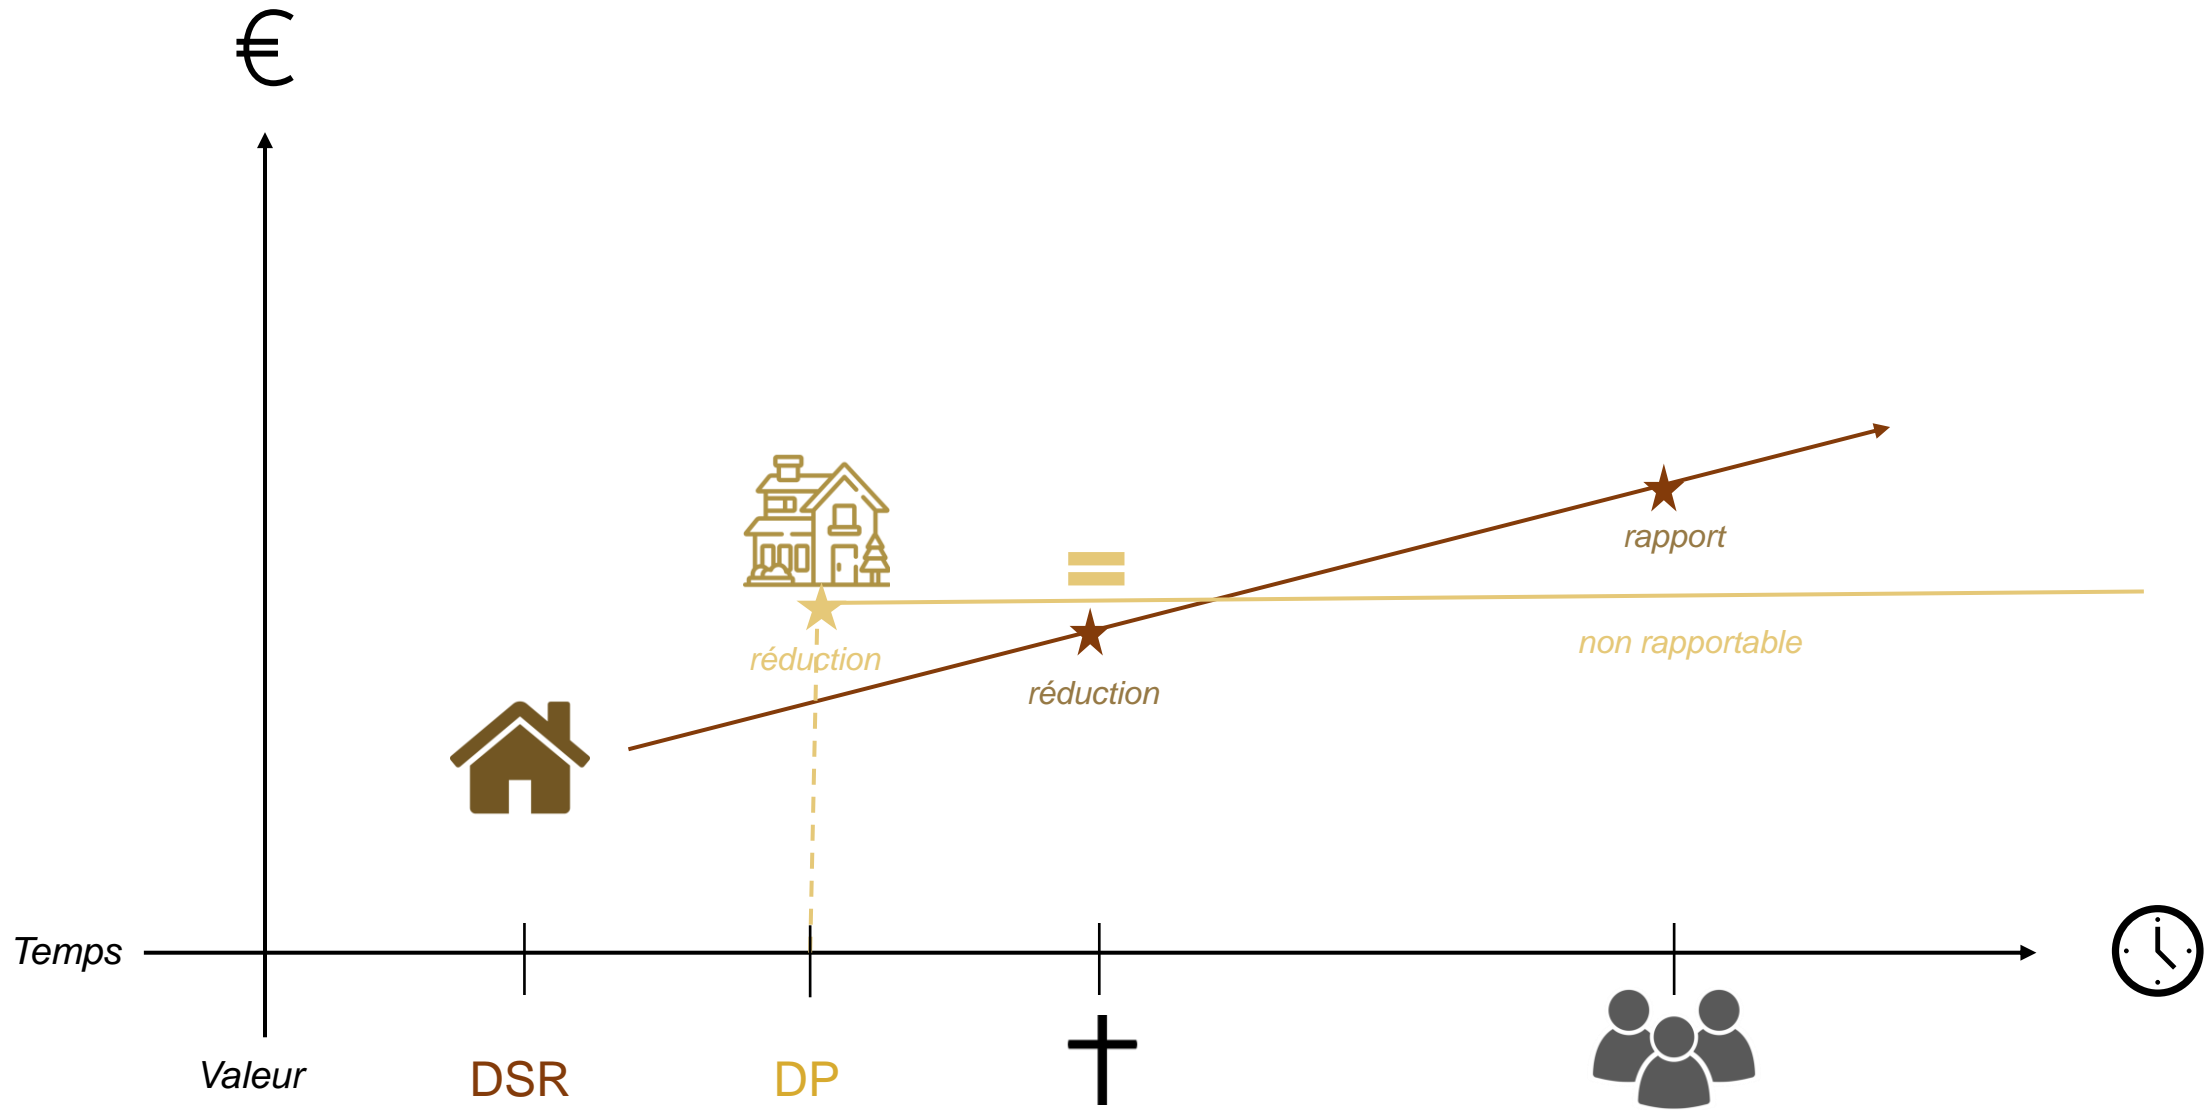 €
rapport
réduction
non rapportable
réduction
Temps
Valeur
DSR
DP